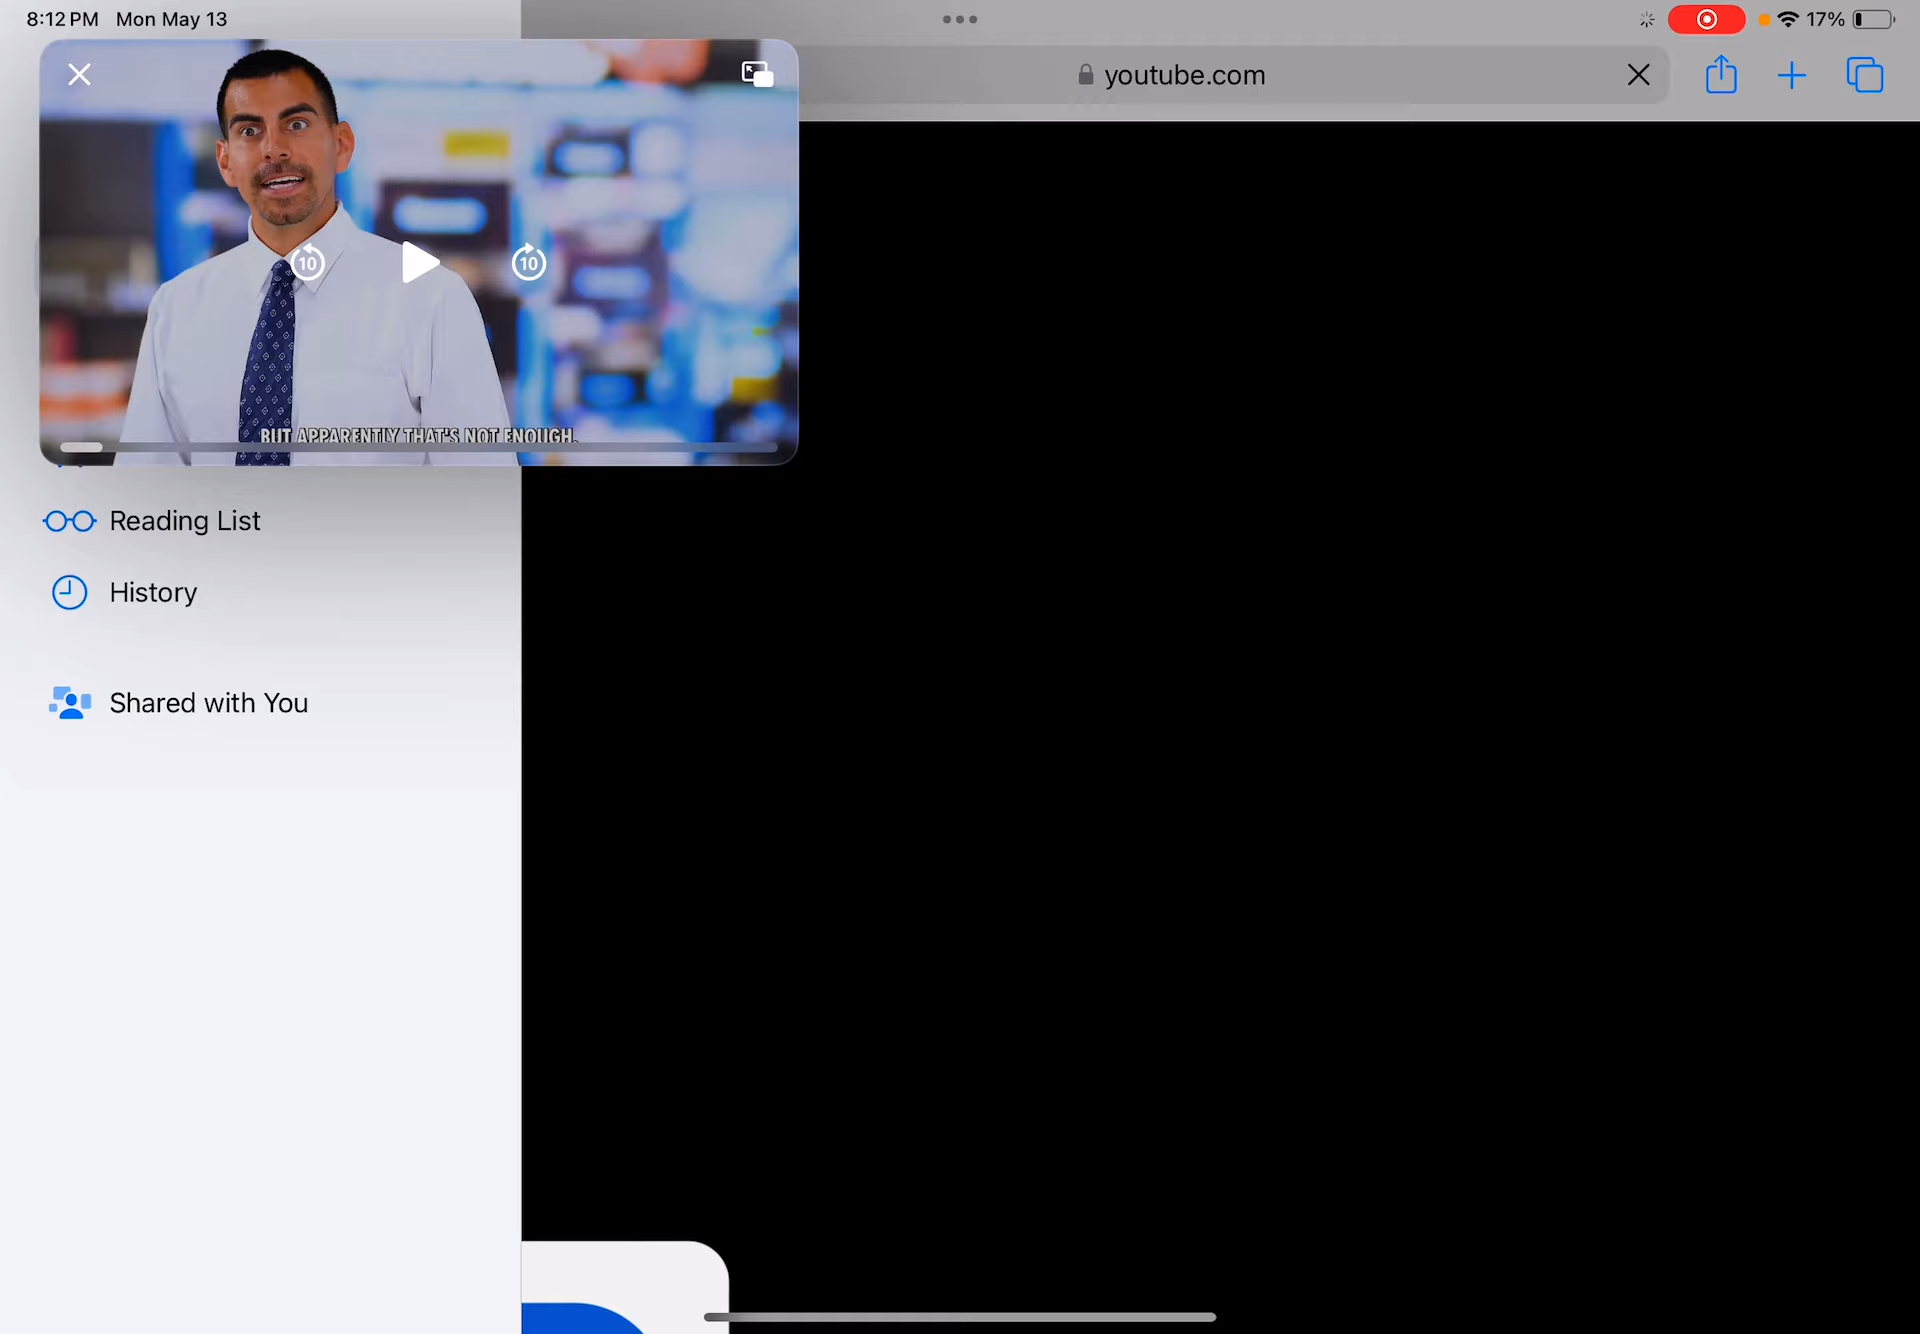 8:12 PM Mon May 13
17%
youtube.com
10
10
BUT APPARENTLY THAT'S NOT ENOUGH.
Reading List
History
Shared with You